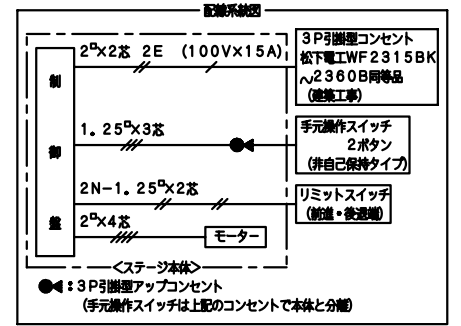 配線系統図
2□×2芯 2E (100V×15A)
3P引掛型コンセント
松下電工WF2315BK
～2360B同等品
(建築工事)
制御盤
1.25□×3芯
手元操作スイッチ
2ボタン
(非自己保持タイプ)
2N-1.25□×2芯
リミットスイッチ
(前進・後退端)
2□×4芯
モーター
<ステージ本体>
:3P引掛型アップコンセント
(手元操作スイッチは上記のコンセントで本体と分離)